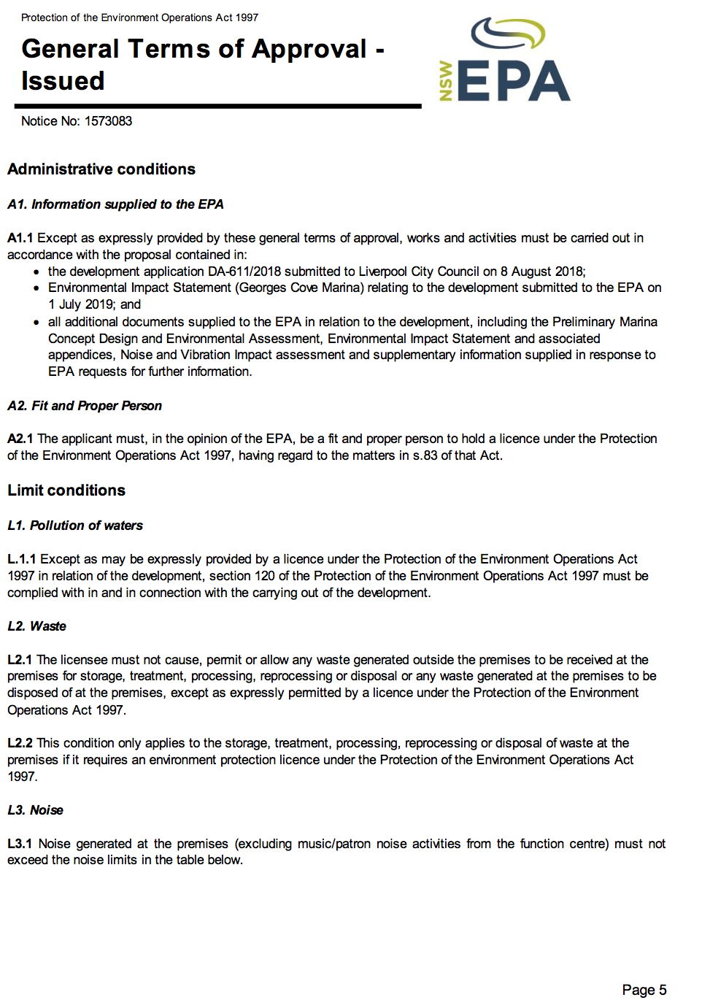 Protection of the Environment Operations Act 1997
General Terms of Approval -
Issued
NSW EPA
Notice No: 1573083
Administrative conditions
A1. Information supplied to the EPA
A1.1 Except as expressly provided by these general terms of approval, works and activities must be carried out in
accordance with the proposal contained in:
• the development application DA-611/2018 submitted to Liverpool City Council on 8 August 2018;
• Environmental Impact Statement (Georges Cove Marina) relating to the development submitted to the EPA on
1 July 2019; and
• all additional documents supplied to the EPA in relation to the development, including the Preliminary Marina
Concept Design and Environmental Assessment, Environmental Impact Statement and associated
appendices, Noise and Vibration Impact assessment and supplementary information supplied in response to
EPA requests for further information.
A2. Fit and Proper Person
A2.1 The applicant must, in the opinion of the EPA, be a fit and proper person to hold a licence under the Protection
of the Environment Operations Act 1997, having regard to the matters in s.83 of that Act.
Limit conditions
L1. Pollution of waters
L.1.1 Except as may be expressly provided by a licence under the Protection of the Environment Operations Act
1997 in relation of the development, section 120 of the Protection of the Environment Operations Act 1997 must be
complied with in and in connection with the carrying out of the development.
L2. Waste
L2.1 The licensee must not cause, permit or allow any waste generated outside the premises to be received at the
premises for storage, treatment, processing, reprocessing or disposal or any waste generated at the premises to be
disposed of at the premises, except as expressly permitted by a licence under the Protection of the Environment
Operations Act 1997.
L2.2 This condition only applies to the storage, treatment, processing, reprocessing or disposal of waste at the
premises if it requires an environment protection licence under the Protection of the Environment Operations Act
1997.
L3. Noise
L3.1 Noise generated at the premises (excluding music/patron noise activities from the function centre) must not
exceed the noise limits in the table below.
Page 5